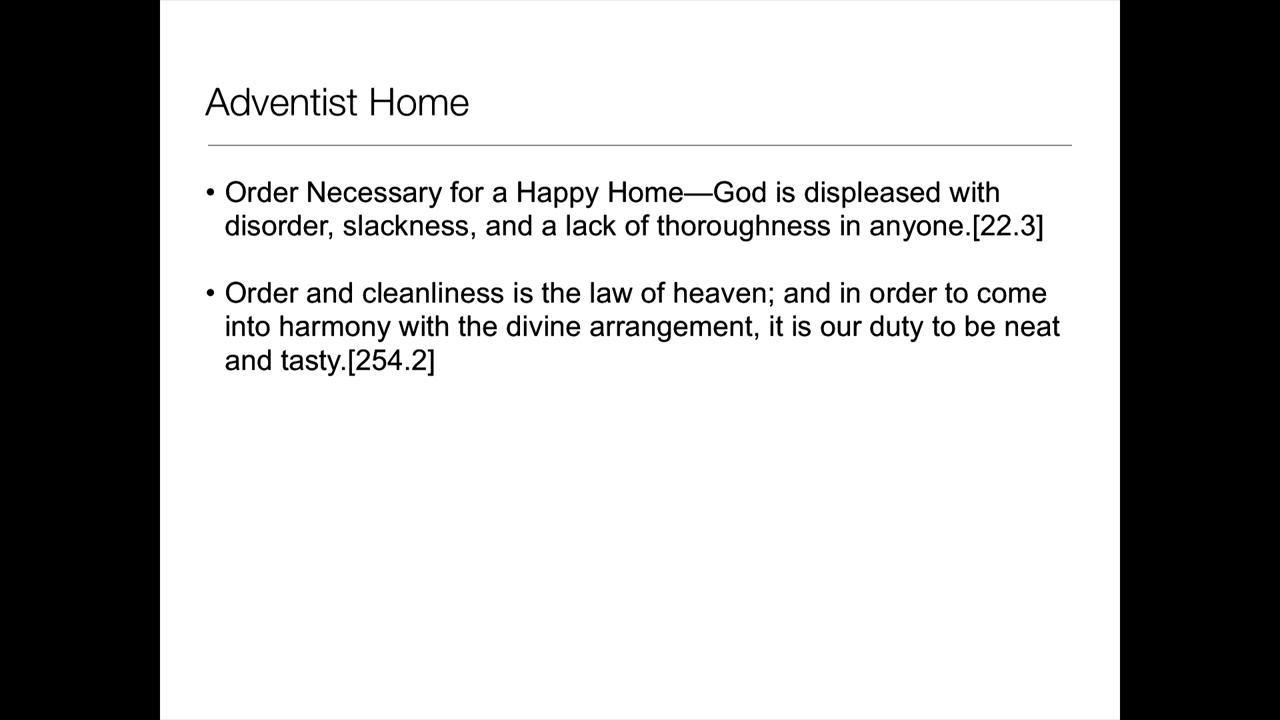 Adventist Home
• Order Necessary for a Happy Home—God is displeased with
disorder, slackness, and a lack of thoroughness in anyone.[22.3]
• Order and cleanliness is the law of heaven; and in order to come
into harmony with the divine arrangement, it is our duty to be neat
and tasty.[254.2]